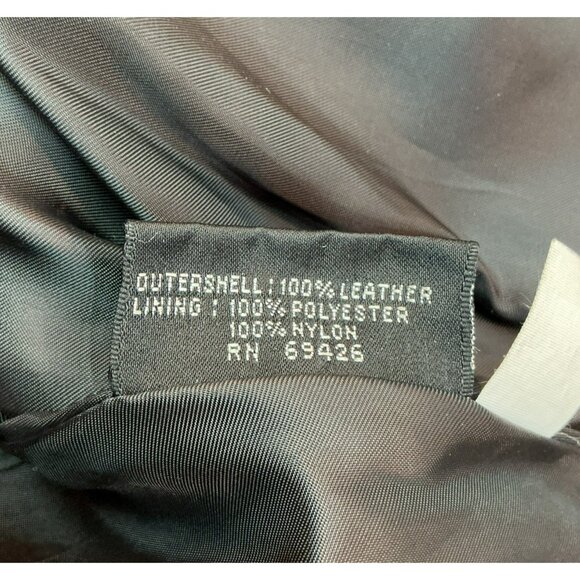 OUTERSHELL : 100% LEATHER
LINING : 100% POLYESTER
100% NYLON
RN 69426